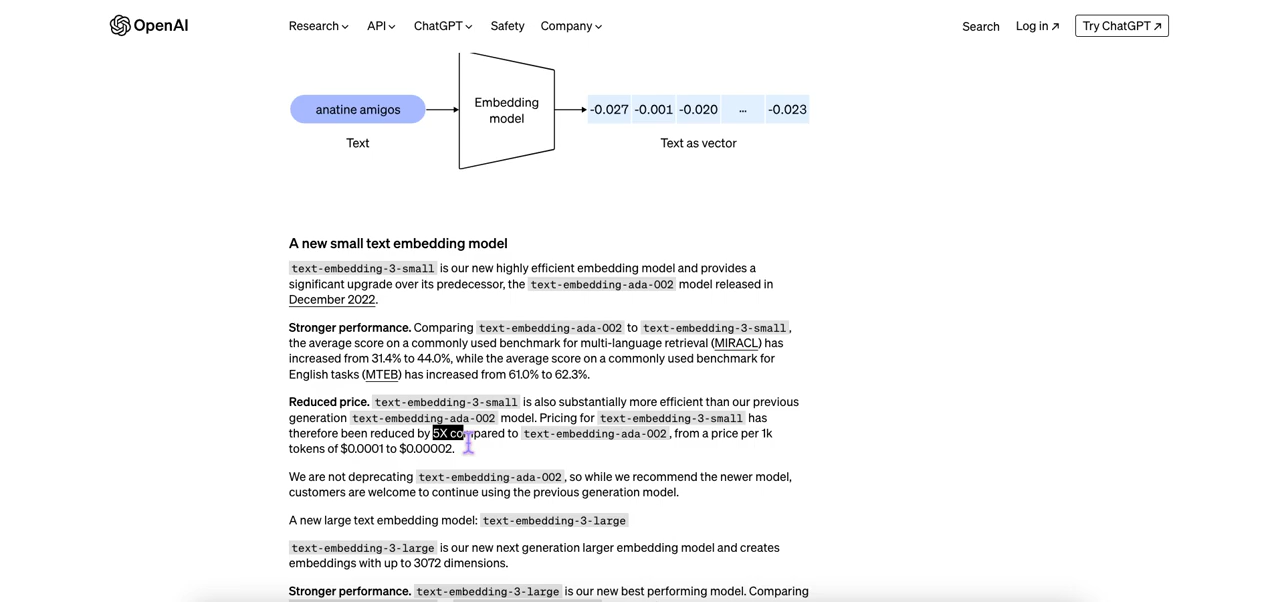 OpenAI
Research API ChatGPT Safety Company Search Log in ↗ Try ChatGPT ↗
anatine amigos
Embedding
model
-0.027 -0.001 -0.020 ... -0.023
Text
Text as vector
A new small text embedding model
text-embedding-3-small is our new highly efficient embedding model and provides a
significant upgrade over its predecessor, the text-embedding-ada-002 model released in
December 2022.
Stronger performance. Comparing text-embedding-ada-002 to text-embedding-3-small,
the average score on a commonly used benchmark for multi-language retrieval (MIRACL) has
increased from 31.4% to 44.0%, while the average score on a commonly used benchmark for
English tasks (MTEB) has increased from 61.0% to 62.3%.
Reduced price. text-embedding-3-small is also substantially more efficient than our previous
generation text-embedding-ada-002 model. Pricing for text-embedding-3-small has
therefore been reduced by 5X compared to text-embedding-ada-002, from a price per 1k
tokens of $0.0001 to $0.00002.
We are not deprecating text-embedding-ada-002, so while we recommend the newer model,
customers are welcome to continue using the previous generation model.
A new large text embedding model: text-embedding-3-large
text-embedding-3-large is our new next generation larger embedding model and creates
embeddings with up to 3072 dimensions.
Stronger performance. text-embedding-3-large is our new best performing model. Comparing